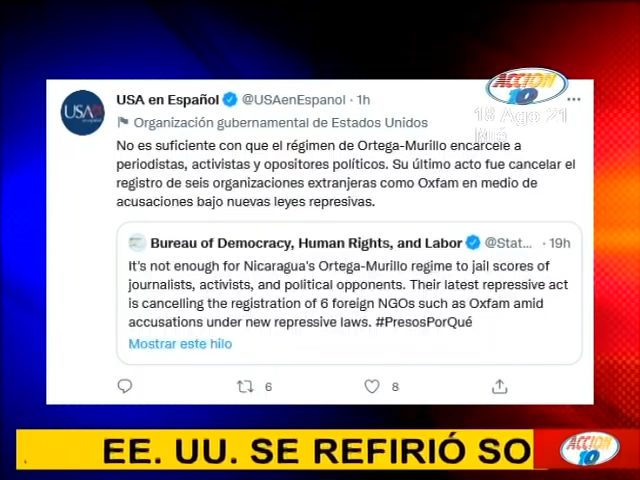 ACCION
10
USA en Español @USAenEspanol · 1h
18 Ago 21
Mié
USA
en español
Organización gubernamental de Estados Unidos
No es suficiente con que el régimen de Ortega-Murillo encarcele a
periodistas, activistas y opositores políticos. Su último acto fue cancelar el
registro de seis organizaciones extranjeras como Oxfam en medio de
acusaciones bajo nuevas leyes represivas.
Bureau of Democracy, Human Rights, and Labor @Stat... · 19h
It's not enough for Nicaragua's Ortega-Murillo regime to jail scores of
journalists, activists, and political opponents. Their latest repressive act
is cancelling the registration of 6 foreign NGOs such as Oxfam amid
accusations under new repressive laws. #PresosPorQué
Mostrar este hilo
6
8
EE. UU. SE REFIRIÓ SO
ACCION
10